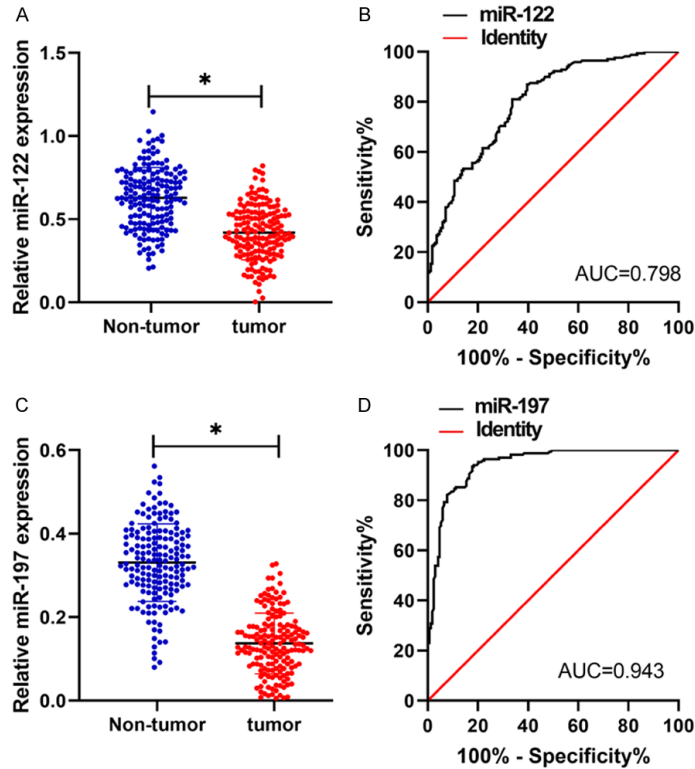 A
Relative miR-122 expression
1.5
1.0
0.5
0.0
*
Non-tumor
tumor
B
miR-122
Identity
Sensitivity%
100
80
60
40
20
0
AUC=0.798
0 20 40 60 80 100
100% - Specificity%
C
Relative miR-197 expression
0.6
0.4
0.2
0.0
*
Non-tumor
tumor
D
miR-197
Identity
Sensitivity%
100
80
60
40
20
0
AUC=0.943
0 20 40 60 80 100
100% - Specificity%